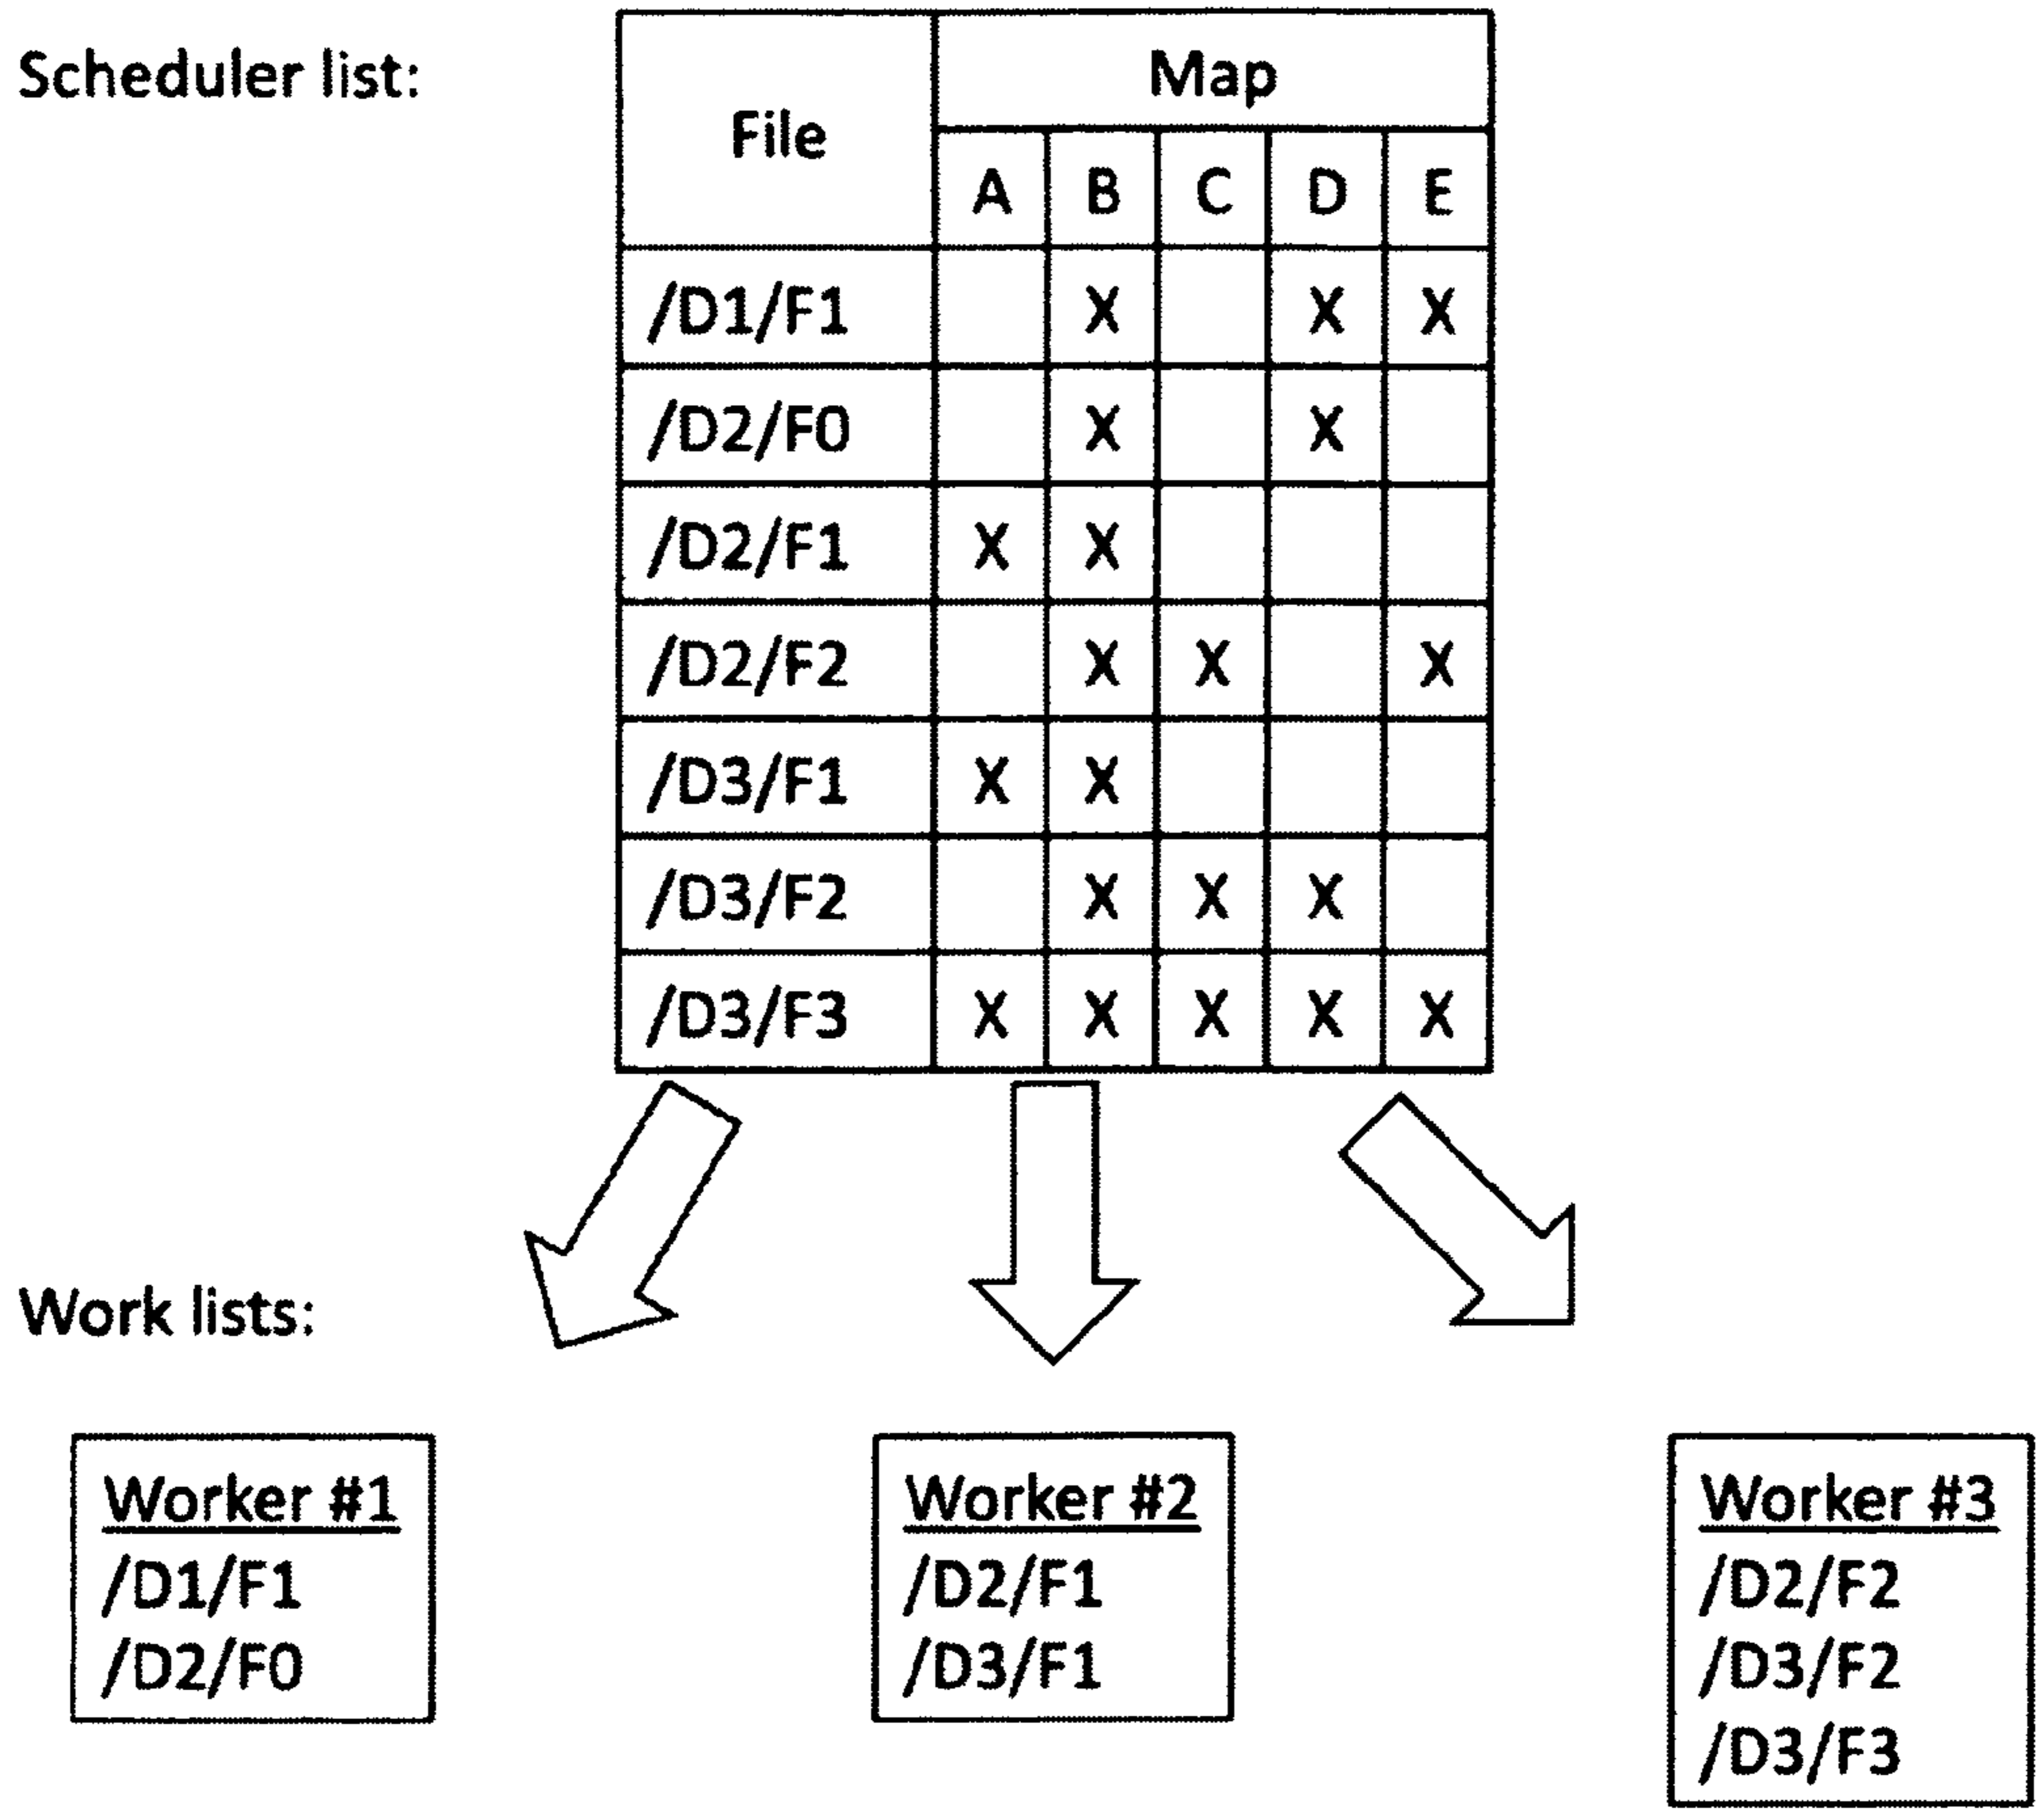 Scheduler list:
File Map
A B C D E
/D1/F1 X X X
/D2/F0 X X
/D2/F1 X X
/D2/F2 X X X
/D3/F1 X X
/D3/F2 X X X
/D3/F3 X X X X X
Work lists:
Worker #1
/D1/F1
/D2/F0
Worker #2
/D2/F1
/D3/F1
Worker #3
/D2/F2
/D3/F2
/D3/F3